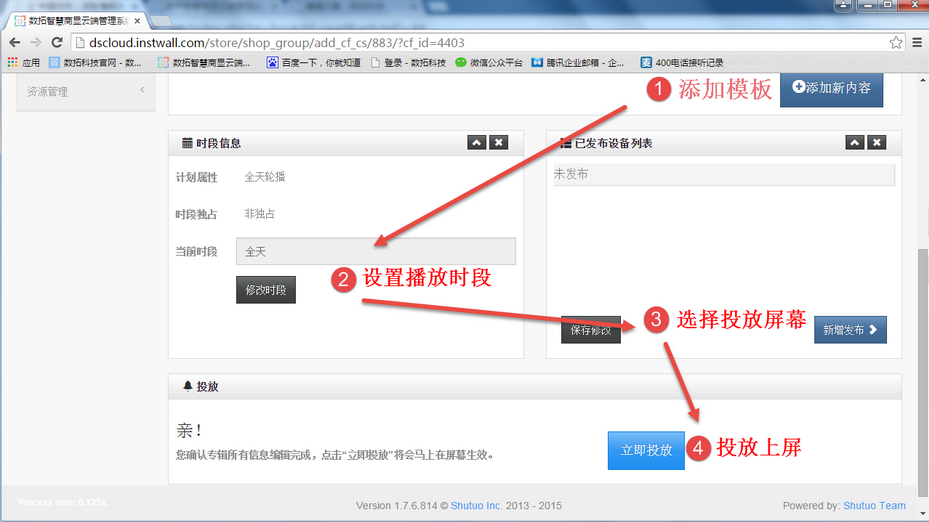 数拓智慧商显云端管理系统
dscloud.instwall.com/store/shop_group/add_cf_cs/883/?cf_id=4403
应用 数拓科技官网 - 数... 数拓智慧商显云端... 百度一下，你就知道 登录 - 数拓科技 微信公众平台 腾讯企业邮箱 - 企... 400电话接听记录
资源管理
1 添加模板 添加新内容
时段信息
计划属性 全天轮播
时段独占 非独占
当前时段 全天
修改时段
2 设置播放时段
已发布设备列表
未发布
保存修改
3 选择投放屏幕
新增发布
投放
亲！
您确认专辑所有信息编辑完成，点击“立即投放”将会马上在屏幕生效。
立即投放
4 投放上屏
Process time: 0.123s.
Version 1.7.6.814 © Shutuo Inc. 2013 - 2015
Powered by: Shutuo Team